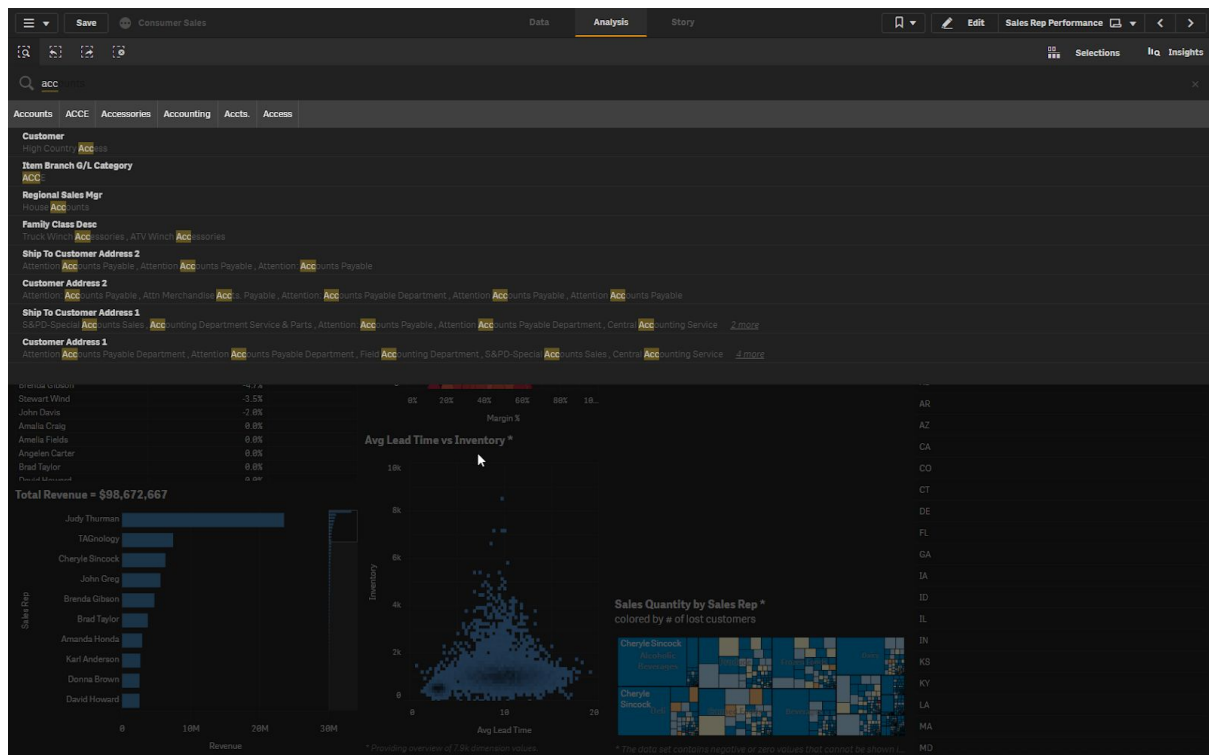 Save Consumer Sales Data Analysis Story Edit Sales Rep Performance
Selections Insights
accounts
Accounts ACCE Accessories Accounting Accts. Access
Customer
High Country Access
Item Branch G/L Category
ACCE
Regional Sales Mgr
House Accounts
Family Class Desc
Truck Winch Accessories , ATV Winch Accessories
Ship To Customer Address 2
Attention Accounts Payable , Attention Accounts Payable , Attention: Accounts Payable
Customer Address 2
Attention: Accounts Payable , Attn Merchandise Accts. Payable , Attention: Accounts Payable Department , Attention Accounts Payable , Attention Accounts Payable
Ship To Customer Address 1
S&PD-Special Accounts Sales , Accounting Department Service & Parts , Attention: Accounts Payable , Attention Accounts Payable Department , Central Accounting Service 2 more
Customer Address 1
Attention Accounts Payable Department , Attention Accounts Payable Department , Field Accounting Department , S&PD-Special Accounts Sales , Central Accounting Service 4 more
Brenda Gibson -4.7%
Stewart Wind -3.5%
John Davis -2.0%
Amalia Craig 0.0%
Amelia Fields 0.0%
Angelen Carter 0.0%
Brad Taylor 0.0%
David Howard 0.0%
0% 20% 40% 60% 80% 10...
Margin %
Total Revenue = $98,672,667
Judy Thurman
TAGnology
Cheryle Sincock
John Greg
Brenda Gibson
Brad Taylor
Amanda Honda
Karl Anderson
Donna Brown
David Howard
Sales Rep
0 10M 20M 30M
Revenue
Avg Lead Time vs Inventory *
10k
8k
6k
4k
2k
0
Inventory
0 10 20
Avg Lead Time
* Providing overview of 7.9k dimension values.
Sales Quantity by Sales Rep *
colored by # of lost customers
Cheryle Sincock
Alcoholic
Beverages
Cheryle
Sincock
* The data set contains negative or zero values that cannot be shown i...
AR
AZ
CA
CO
CT
DE
FL
GA
IA
ID
IL
IN
KS
KY
LA
MA
MD